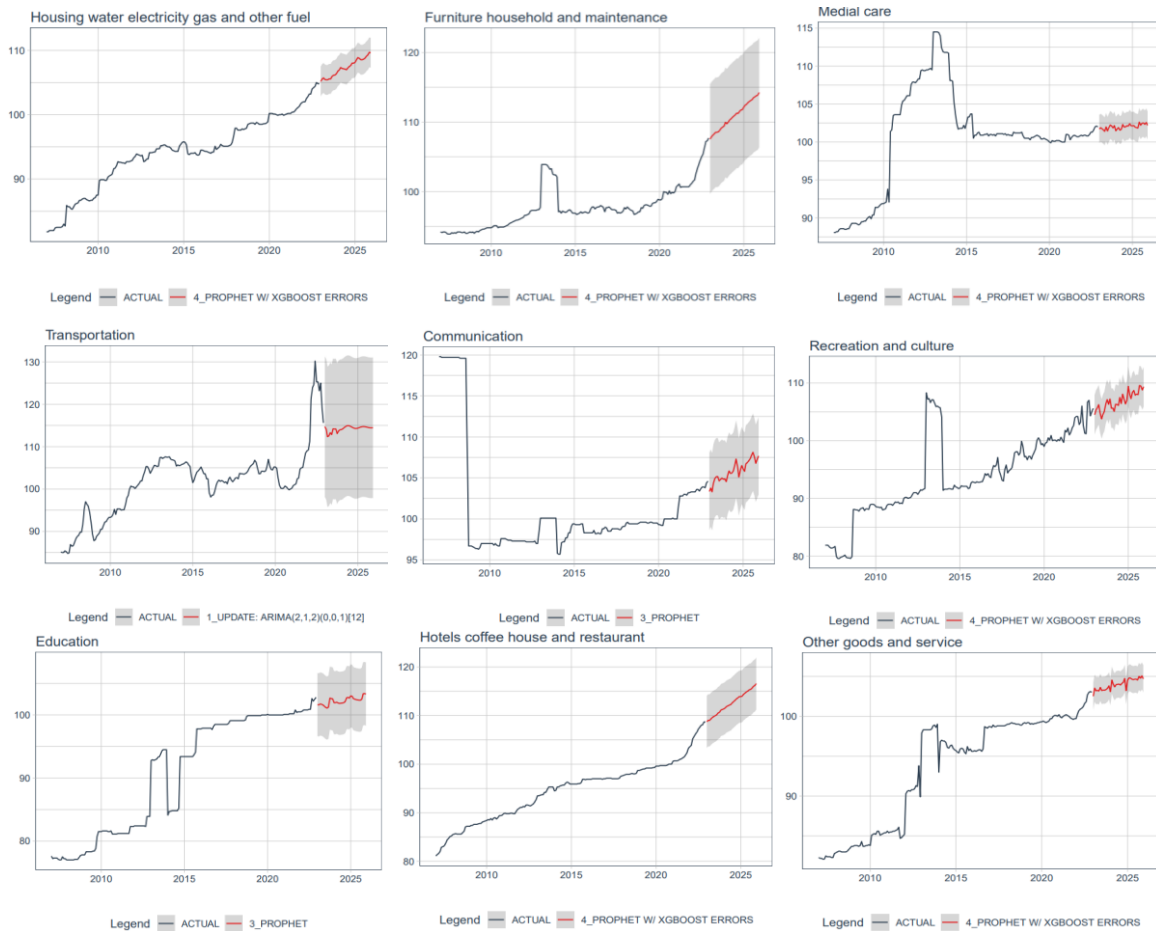 Housing water electricity gas and other fuel
110
100
90
2010 2015 2020 2025
Legend ACTUAL 4_PROPHET W/ XGBOOST ERRORS
Furniture household and maintenance
120
110
100
2010 2015 2020 2025
Legend ACTUAL 4_PROPHET W/ XGBOOST ERRORS
Medial care
115
110
105
100
95
90
2010 2015 2020 2025
Legend ACTUAL 4_PROPHET W/ XGBOOST ERRORS
Transportation
130
120
110
100
90
2010 2015 2020 2025
Legend ACTUAL 1_UPDATE: ARIMA(2,1,2)(0,0,1)[12]
Communication
120
115
110
105
100
95
2010 2015 2020 2025
Legend ACTUAL 3_PROPHET
Recreation and culture
110
100
90
80
2010 2015 2020 2025
Legend ACTUAL 4_PROPHET W/ XGBOOST ERRORS
Education
100
90
80
2010 2015 2020 2025
Legend ACTUAL 3_PROPHET
Hotels coffee house and restaurant
120
110
100
90
80
2010 2015 2020 2025
Legend ACTUAL 4_PROPHET W/ XGBOOST ERRORS
Other goods and service
100
90
2010 2015 2020 2025
Legend ACTUAL 4_PROPHET W/ XGBOOST ERRORS